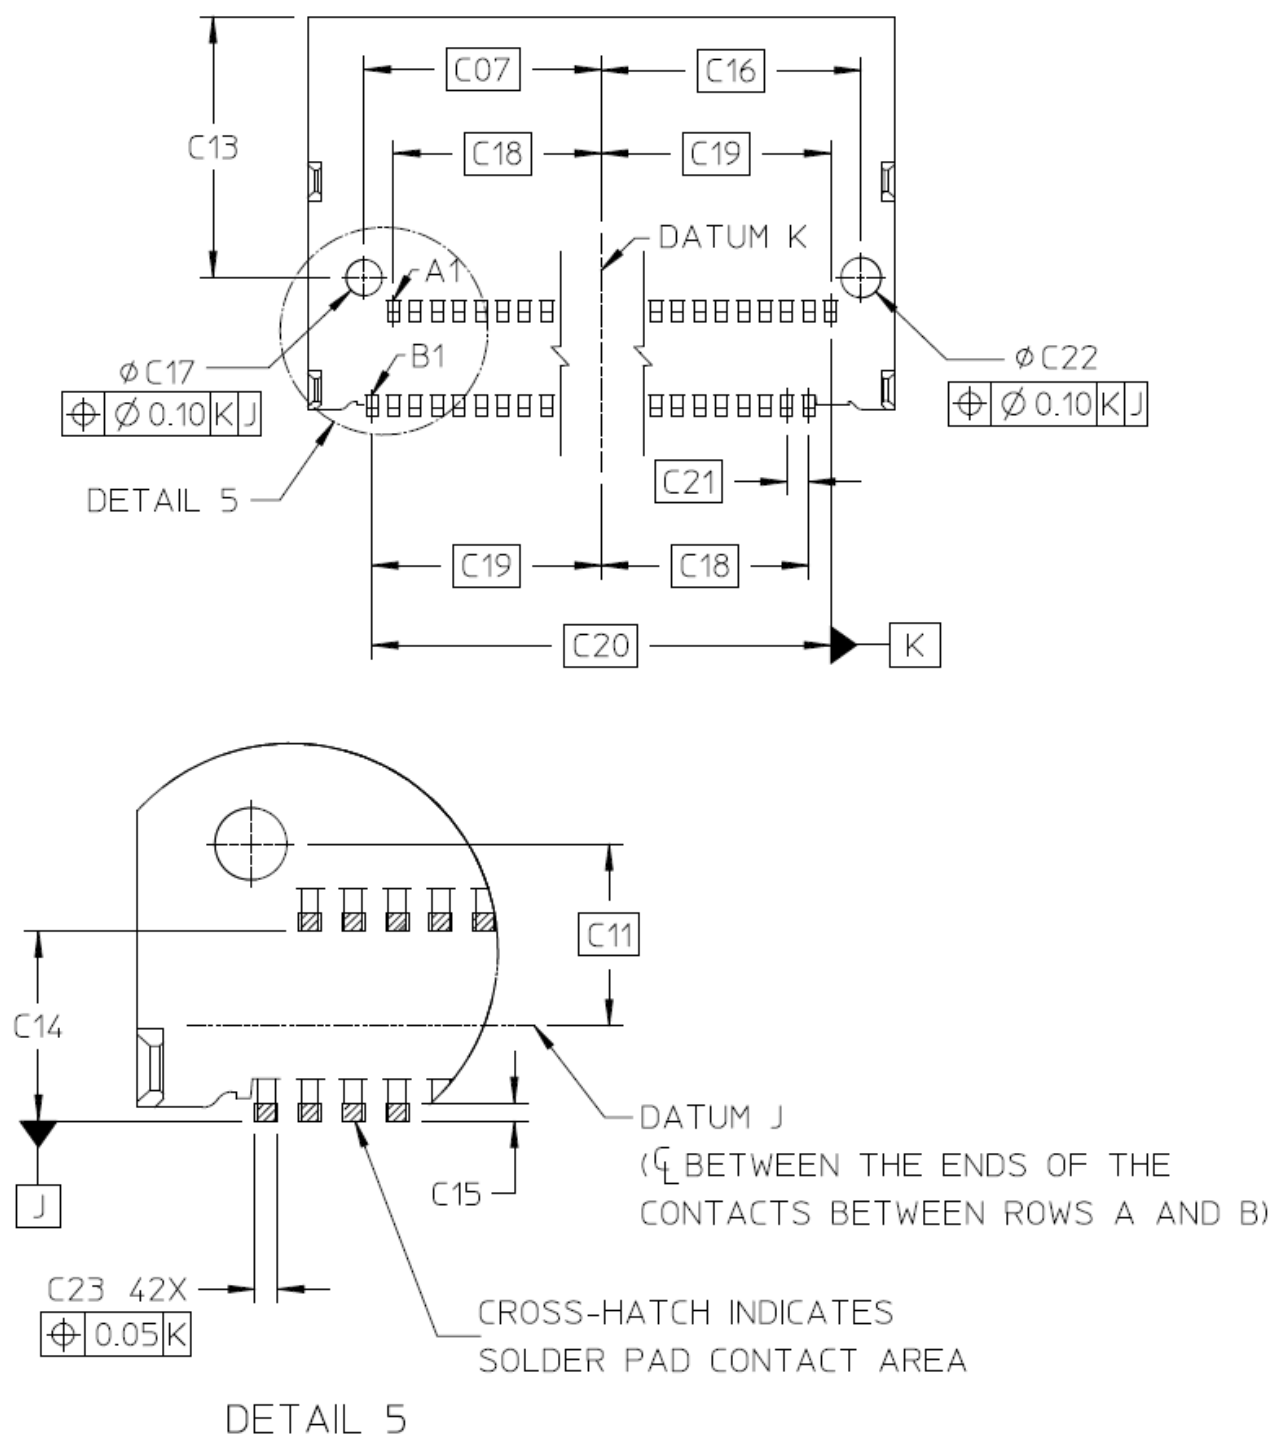 C07
C16
C13
C18
C19
DATUM K
A1
B1
⌀C17
⌀0.10 K J
⌀C22
⌀0.10 K J
DETAIL 5
C21
C19
C18
C20
K
C11
C14
J
C15
DATUM J
(℄ BETWEEN THE ENDS OF THE
CONTACTS BETWEEN ROWS A AND B)
C23 42X
0.05 K
CROSS-HATCH INDICATES
SOLDER PAD CONTACT AREA
DETAIL 5